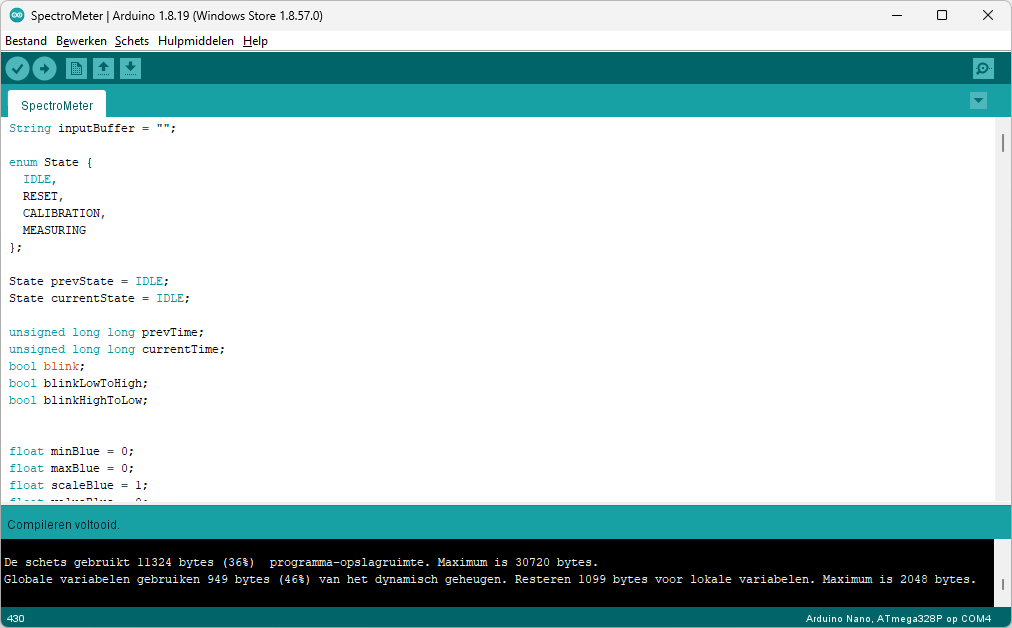 SpectroMeter | Arduino 1.8.19 (Windows Store 1.8.57.0)
Bestand Bewerken Schets Hulpmiddelen Help
SpectroMeter
String inputBuffer = "";
enum State {
IDLE,
RESET,
CALIBRATION,
MEASURING
};
State prevState = IDLE;
State currentState = IDLE;
unsigned long long prevTime;
unsigned long long currentTime;
bool blink;
bool blinkLowToHigh;
bool blinkHighToLow;
float minBlue = 0;
float maxBlue = 0;
float scaleBlue = 1;
Compileren voltooid.
De schets gebruikt 11324 bytes (36%)  programma-opslagruimte. Maximum is 30720 bytes.
Globale variabelen gebruiken 949 bytes (46%) van het dynamisch geheugen. Resteren 1099 bytes voor lokale variabelen. Maximum is 2048 bytes.
430
Arduino Nano, ATmega328P op COM4